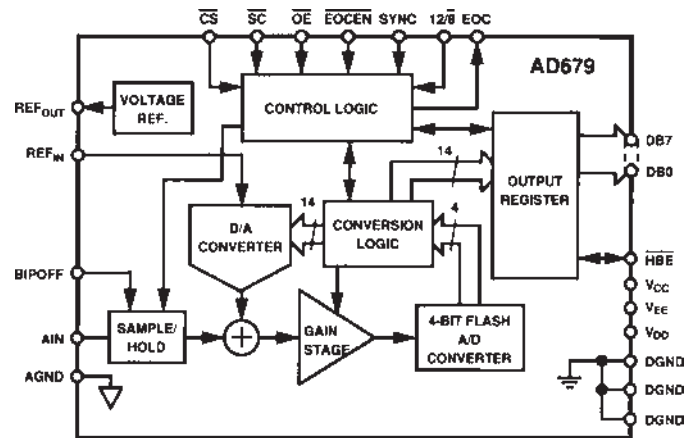 CS SC OE EOCEN SYNC 12/8 EOC
AD679
REFOUT
VOLTAGE
REF.
CONTROL LOGIC
REFIN
14
DB7
DB0
OUTPUT
REGISTER
D/A
CONVERTER
14
CONVERSION
LOGIC
4
HBE
BIPOFF
VCC
VEE
VDD
AIN
SAMPLE/
HOLD
+
GAIN
STAGE
4-BIT FLASH
A/D
CONVERTER
AGND
DGND
DGND
DGND